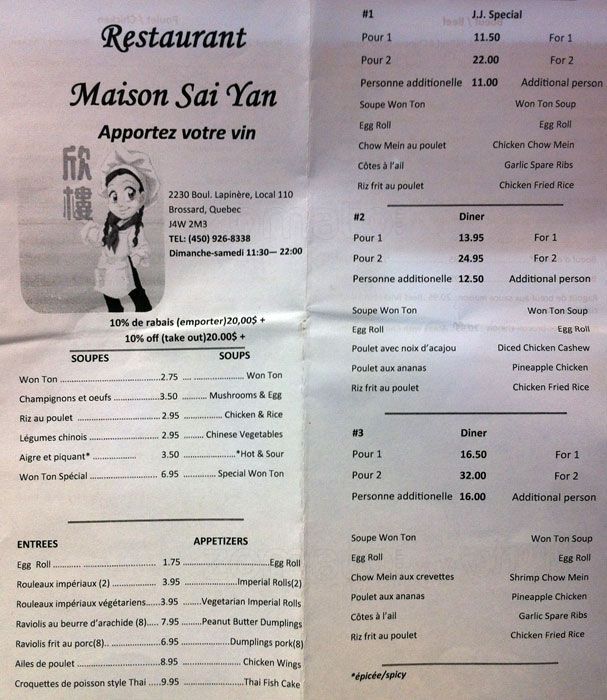 Restaurant
Maison Sai Yan
Apportez votre vin
欣
樓
2230 Boul. Lapinère, Local 110
Brossard, Quebec
J4W 2M3
TEL: (450) 926-8338
Dimanche-samedi 11:30— 22:00
10% de rabais (emporter)20,00$ +
10% off (take out)20.00$ +
SOUPES SOUPS
Won Ton ..............................2.75 .... .................. Won Ton
Champignons et oeufs ............3.50 ........... Mushrooms & Egg
Riz au poulet ........................ 2.95 ................ Chicken & Rice
Légumes chinois .................... 2.95 ......... Chinese Vegetables
Aigre et piquant* ............... 3.50 ......................*Hot & Sour
Won Ton Spécial .................... 6.95 ............. Special Won Ton
ENTREES APPETIZERS
Egg Roll ........ ........................ 1.75 ..............................Egg Roll
Rouleaux impériaux (2) ................. 3.95 ...................Imperial Rolls(2)
Rouleaux impériaux végétariens.....3.95 ........Vegetarian Imperial Rolls
Raviolis au beurre d'arachide (8).... 7.95 ........Peanut Butter Dumplings
Raviolis frit au porc(8).. ................6.95 ..................Dumplings pork(8)
Ailes de poulet ..........................8.95 ...................... Chicken Wings
Croquettes de poisson style Thai .....9.95 ......................Thai Fish Cake
#1 J.J. Special
Pour 1 11.50 For 1
Pour 2 22.00 For 2
Personne additionelle 11.00 Additional person
Soupe Won Ton Won Ton Soup
Egg Roll Egg Roll
Chow Mein au poulet Chicken Chow Mein
Côtes à l'ail Garlic Spare Ribs
Riz frit au poulet Chicken Fried Rice
#2 Diner
Pour 1 13.95 For 1
Pour 2 24.95 For 2
Personne additionelle 12.50 Additional person
Soupe Won Ton Won Ton Soup
Egg Roll Egg Roll
Poulet avec noix d'acajou Diced Chicken Cashew
Poulet aux ananas Pineapple Chicken
Riz frit au poulet Chicken Fried Rice
#3 Diner
Pour 1 16.50 For 1
Pour 2 32.00 For 2
Personne additionelle 16.00 Additional person
Soupe Won Ton Won Ton Soup
Egg Roll Egg Roll
Chow Mein aux crevettes Shrimp Chow Mein
Poulet aux ananas Pineapple Chicken
Côtes à l'ail Garlic Spare Ribs
Riz frit au poulet Chicken Fried Rice
*épicée/spicy